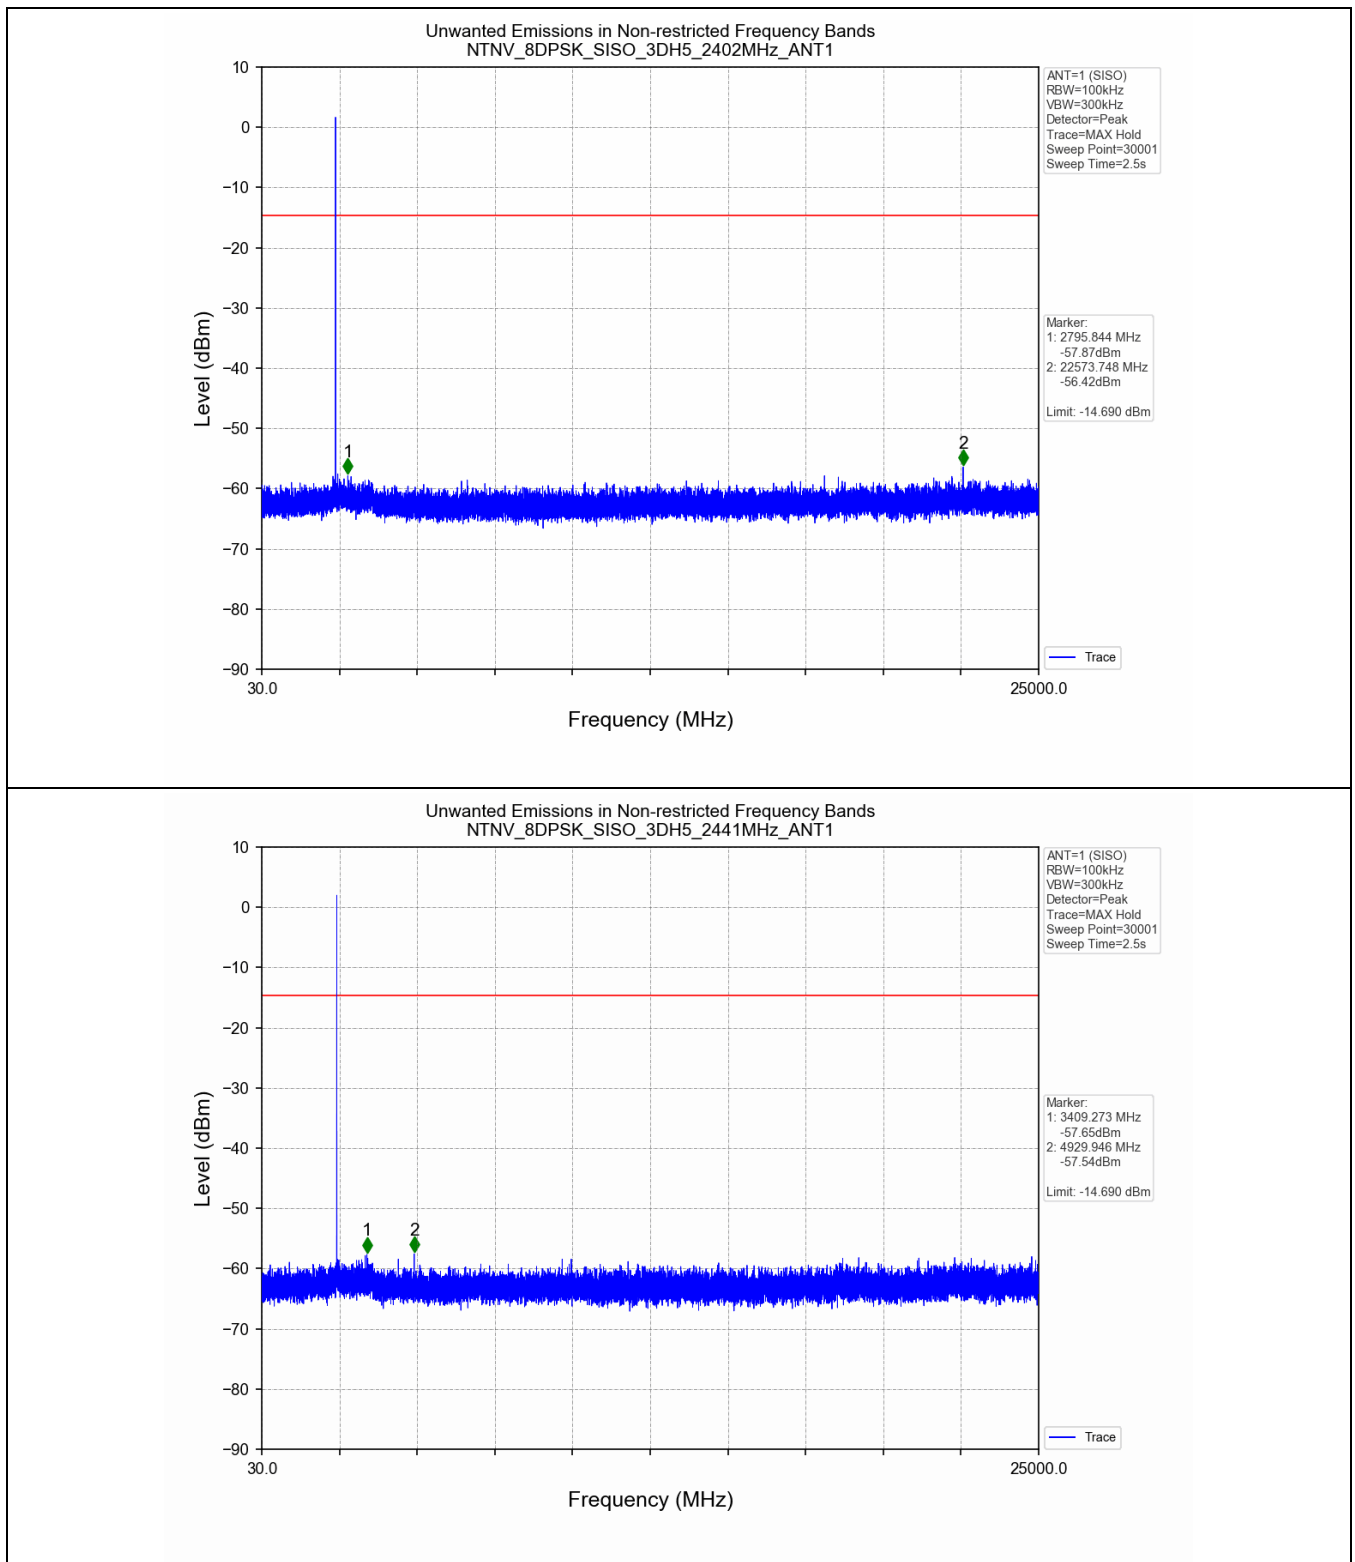 Unwanted Emissions in Non-restricted Frequency Bands
NTNV_8DPSK_SISO_3DH5_2402MHz_ANT1
10
0
−10
−20
−30
−40
−50
−60
−70
−80
−90
Level (dBm)
1
2
30.0
25000.0
Frequency (MHz)
ANT=1 (SISO)
RBW=100kHz
VBW=300kHz
Detector=Peak
Trace=MAX Hold
Sweep Point=30001
Sweep Time=2.5s
Marker:
1: 2795.844 MHz
-57.87dBm
2: 22573.748 MHz
-56.42dBm
Limit: -14.690 dBm
Trace
Unwanted Emissions in Non-restricted Frequency Bands
NTNV_8DPSK_SISO_3DH5_2441MHz_ANT1
10
0
−10
−20
−30
−40
−50
−60
−70
−80
−90
Level (dBm)
1
2
30.0
25000.0
Frequency (MHz)
ANT=1 (SISO)
RBW=100kHz
VBW=300kHz
Detector=Peak
Trace=MAX Hold
Sweep Point=30001
Sweep Time=2.5s
Marker:
1: 3409.273 MHz
-57.65dBm
2: 4929.946 MHz
-57.54dBm
Limit: -14.690 dBm
Trace